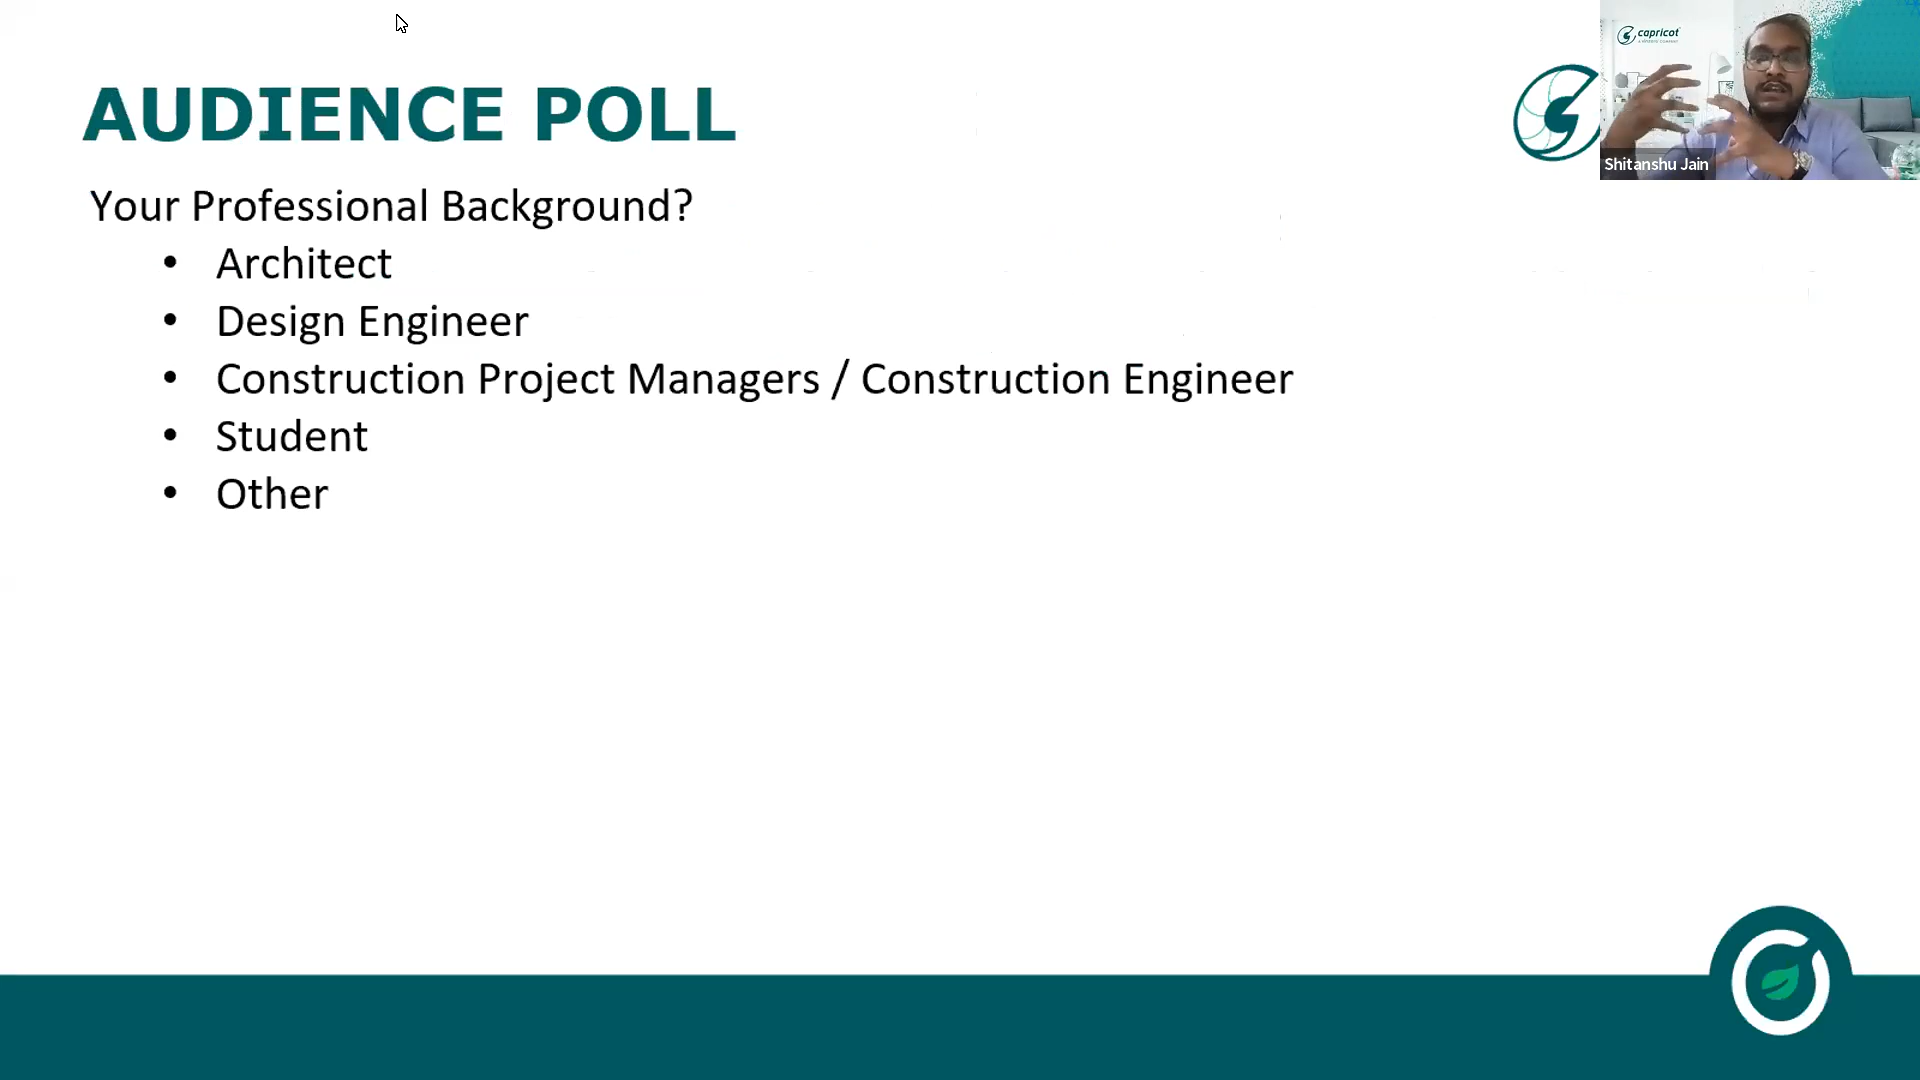 AUDIENCE POLL
capricot
Shitanshu Jain
Your Professional Background?
• Architect
• Design Engineer
• Construction Project Managers / Construction Engineer
• Student
• Other